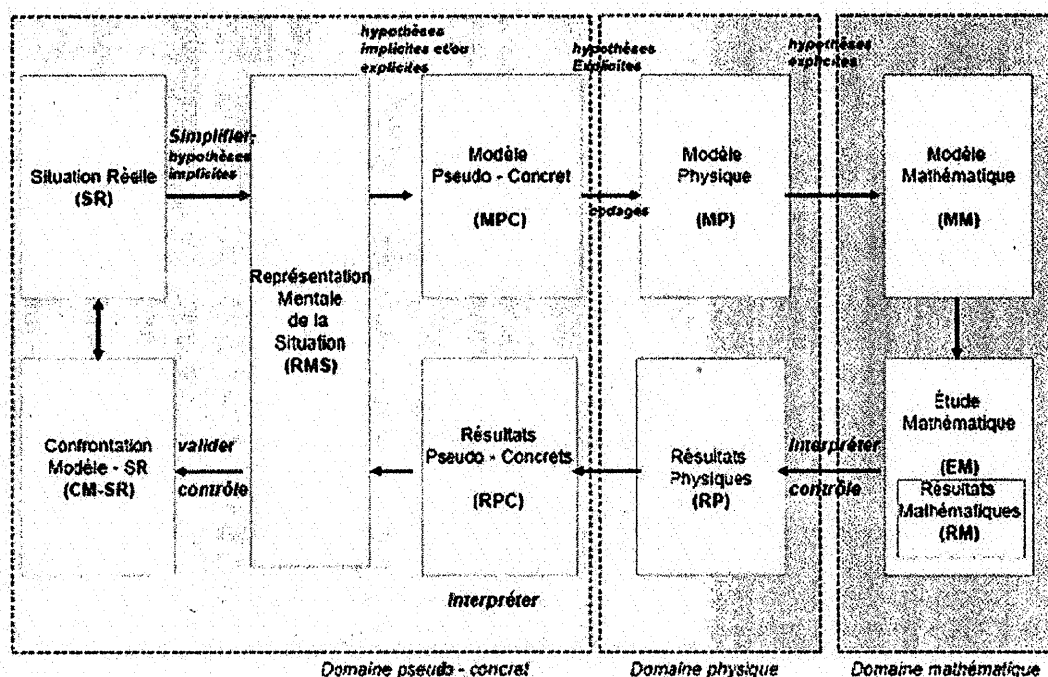 hypothèses
implicites et/ou
explicites
hypothèses
Explicites
hypothèses
explicites
Situation Réelle
(SR)
Simplifier,
hypothèses
implicites
Représentation
Mentale
de la
Situation
(RMS)
Modèle
Pseudo - Concret
(MPC)
codages
Modèle
Physique
(MP)
Modèle
Mathématique
(MM)
Confrontation
Modèle - SR
(CM-SR)
valider
contrôle
Résultats
Pseudo - Concrets
(RPC)
Résultats
Physiques
(RP)
Interpréter
contrôle
Étude
Mathématique
(EM)
Résultats
Mathématiques
(RM)
Interpréter
Domaine pseudo - concret
Domaine physique
Domaine mathématique